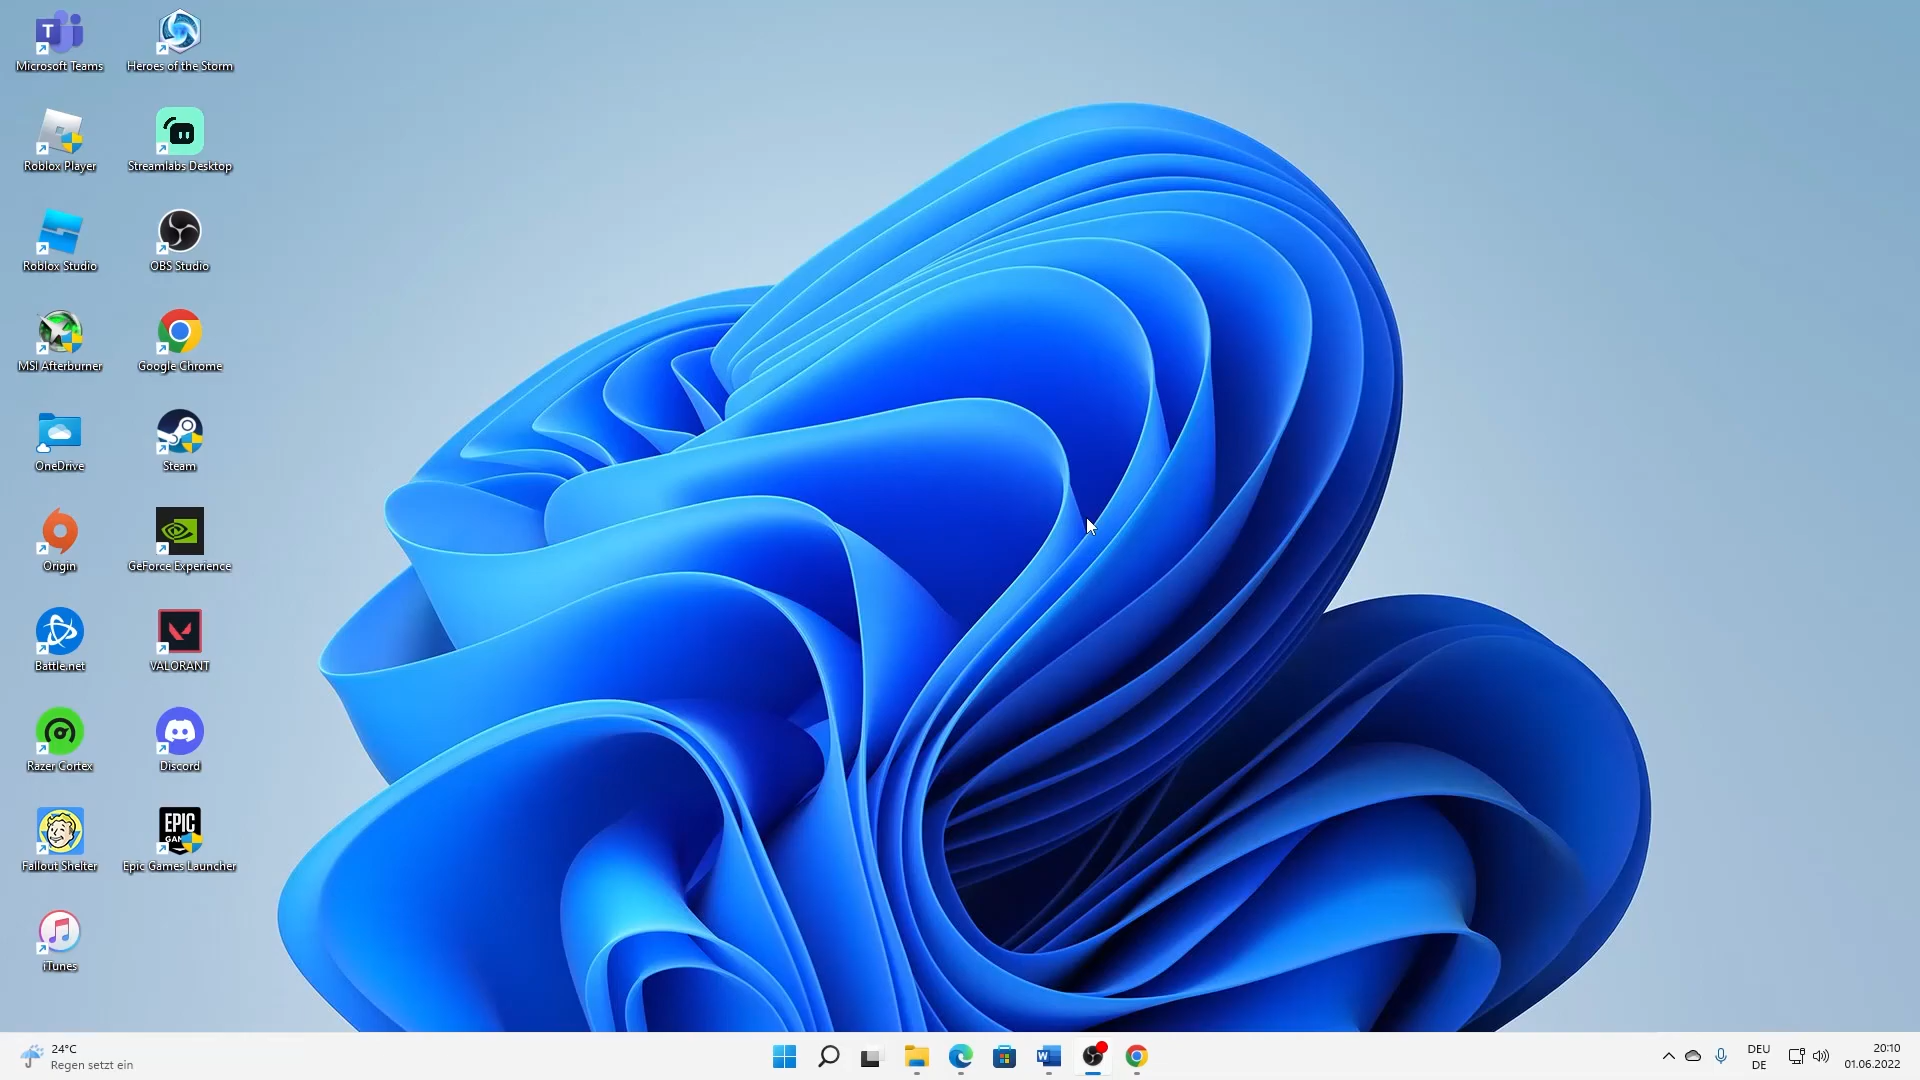 Microsoft Teams
Heroes of the Storm
Roblox Player
Streamlabs Desktop
Roblox Studio
OBS Studio
MSI Afterburner
Google Chrome
OneDrive
Steam
Origin
GeForce Experience
Battle.net
VALORANT
Razer Cortex
Discord
EPIC
GAMES
Fallout Shelter
Epic Games Launcher
iTunes
24°C
Regen setzt ein
DEU
DE
20:10
01.06.2022